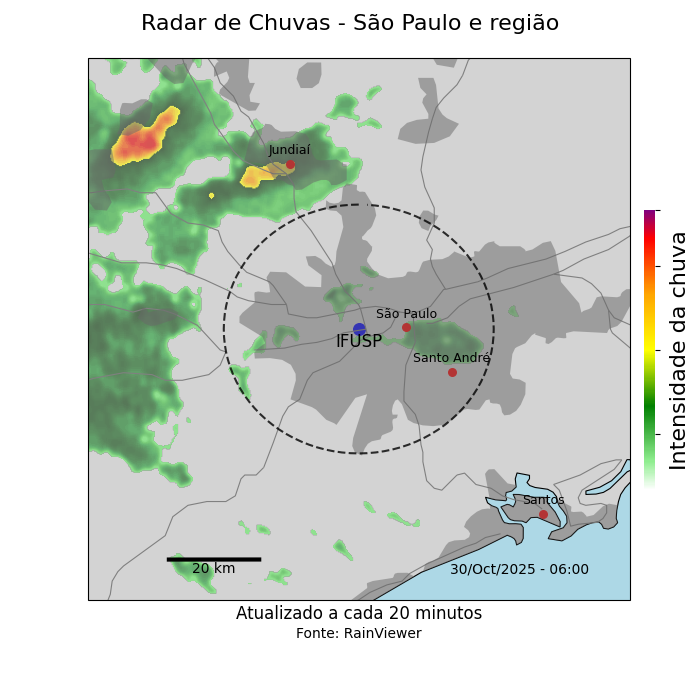 Radar de Chuvas - São Paulo e região
Jundiaí
São Paulo
IFUSP
Santo André
Santos
20 km
30/Oct/2025 - 06:00
Intensidade da chuva
Atualizado a cada 20 minutos
Fonte: RainViewer